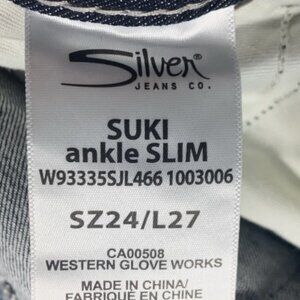 Silver®
JEANS CO.
SUKI
ankle SLIM
W93335SJL466 1003006
SZ24/L27
CA00508
WESTERN GLOVE WORKS
MADE IN CHINA/
FABRIQUÉ EN CHINE